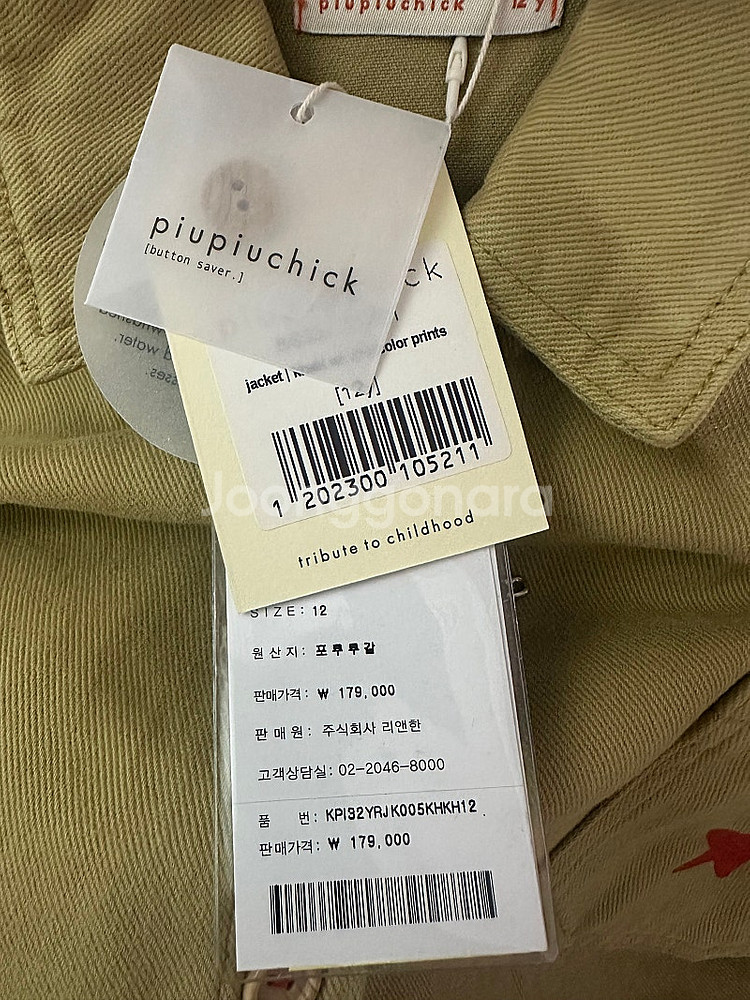 piupiuchick 12 y
piupiuchick
[button saver.]
ck
jacket | color prints
[12y]
1 202300 105211
tribute to childhood
water.
Joonggonara
SIZE: 12
원산지: 포루투갈
판매가격: ₩ 179,000
판매원: 주식회사 리앤한
고객상담실: 02-2046-8000
품 번: KPI32YRJK005KHKH12
판매가격: ₩ 179,000